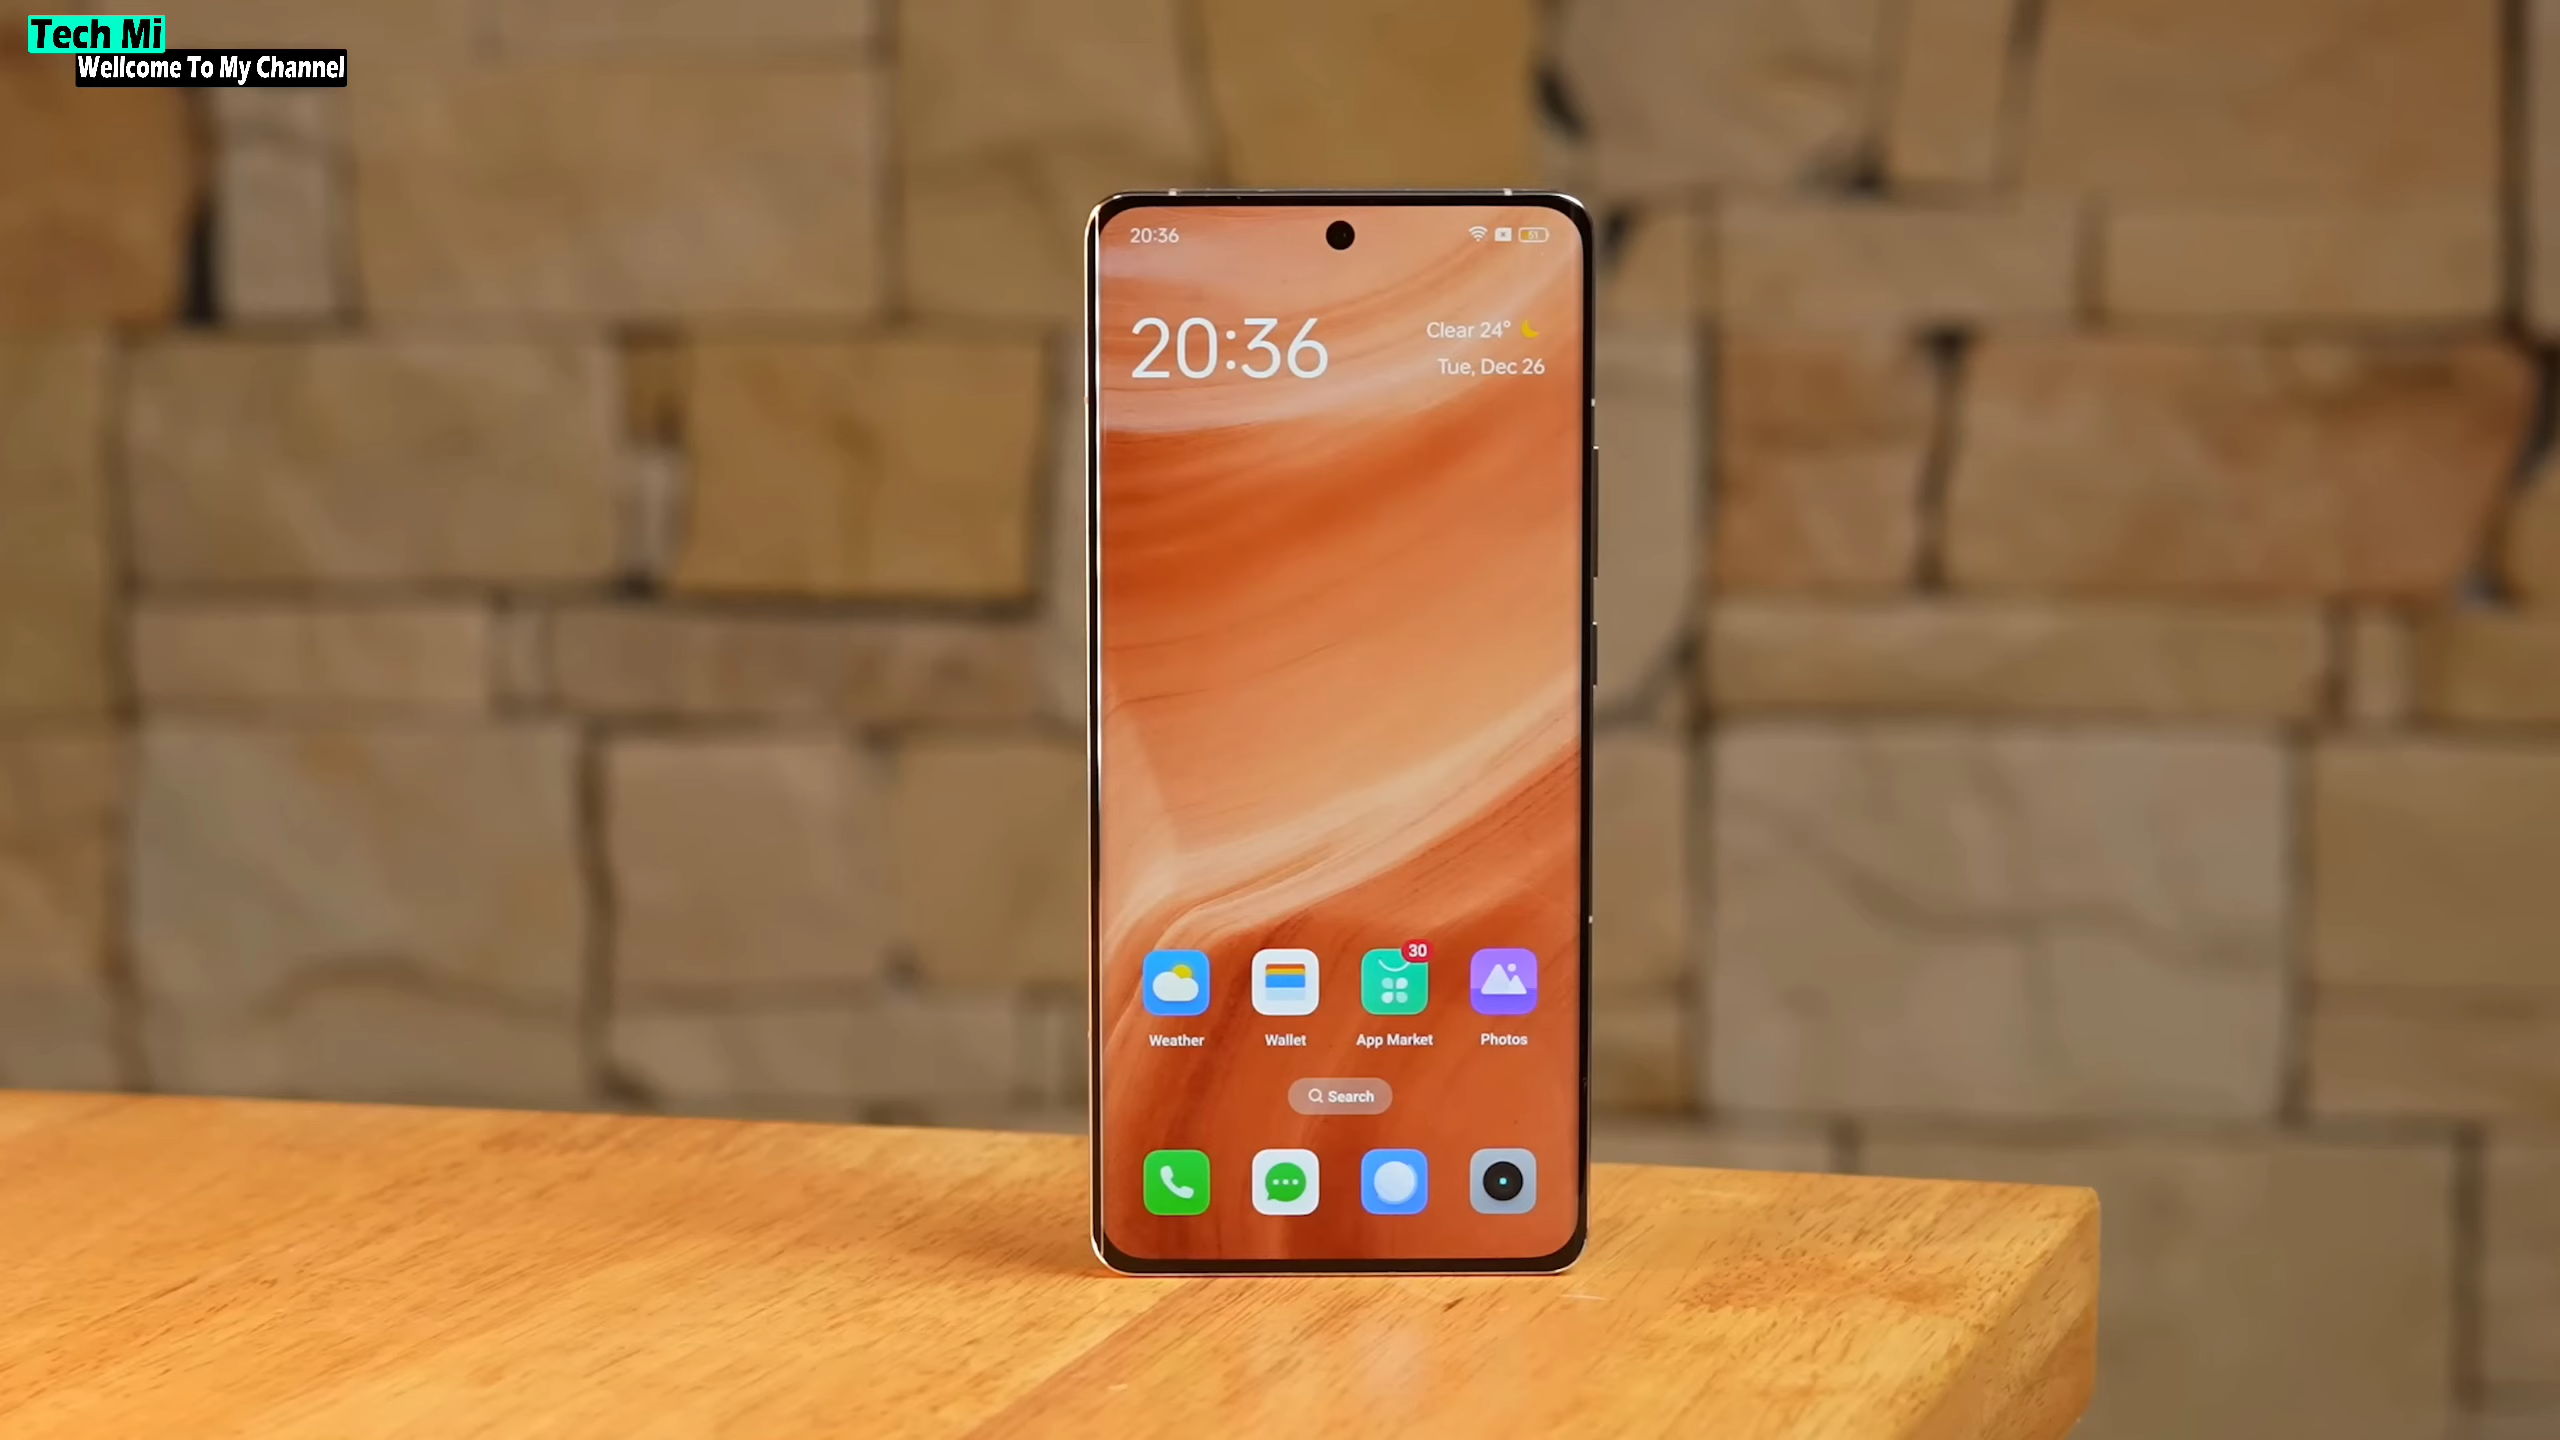 Tech Mi
Wellcome To My Channel
20:36
51
20:36
Clear 24°
Tue, Dec 26
30
Weather
Wallet
App Market
Photos
Search